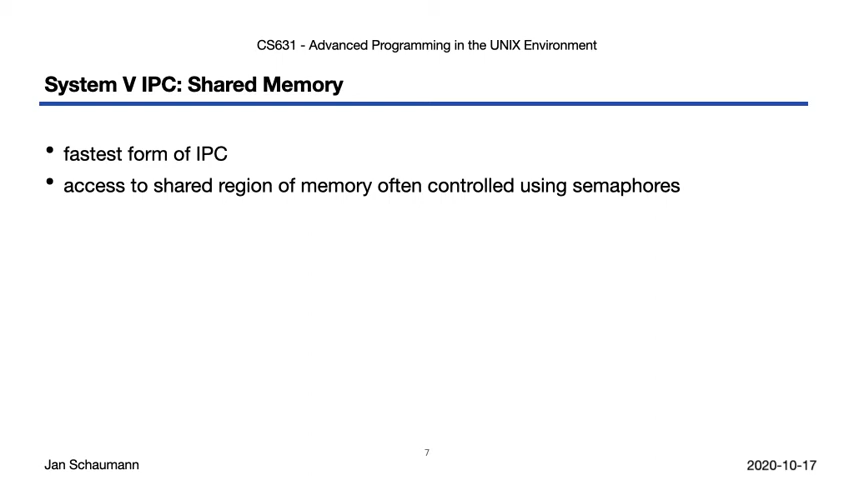 CS631 - Advanced Programming in the UNIX Environment
System V IPC: Shared Memory
• fastest form of IPC
• access to shared region of memory often controlled using semaphores
7
Jan Schaumann
2020-10-17